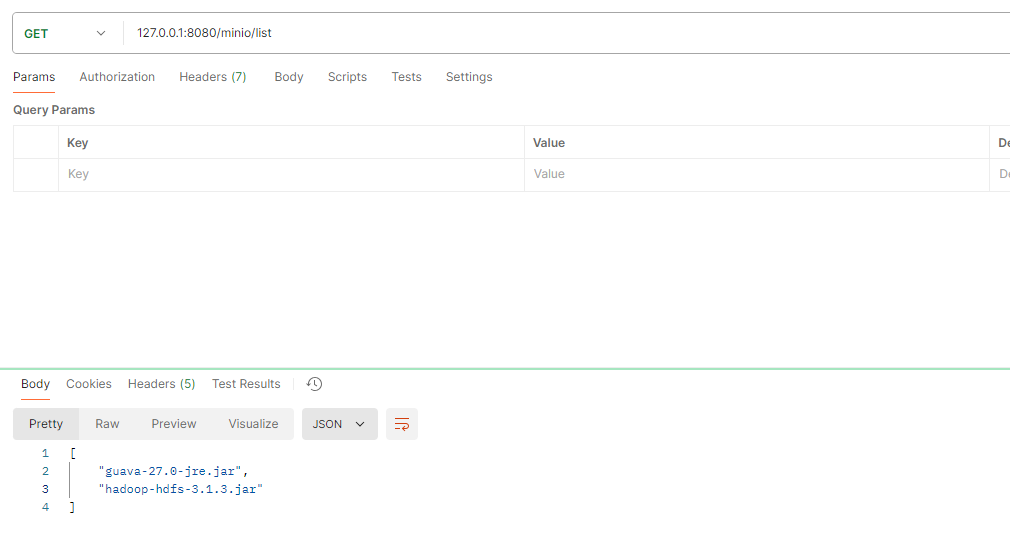 GET 127.0.0.1:8080/minio/list
Params Authorization Headers (7) Body Scripts Tests Settings
Query Params
Key Value De
Key Value De
Body Cookies Headers (5) Test Results
Pretty Raw Preview Visualize JSON
1 [
2 "guava-27.0-jre.jar",
3 "hadoop-hdfs-3.1.3.jar"
4 ]